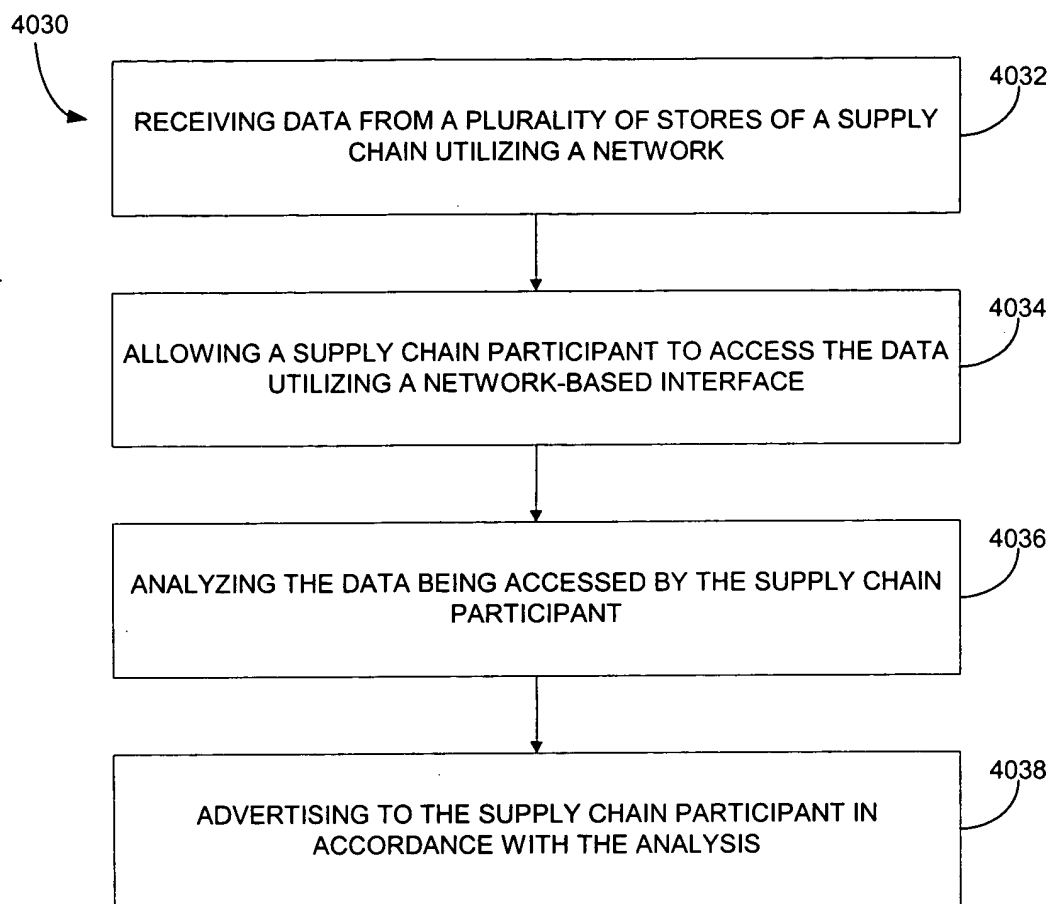 4030
4032
RECEIVING DATA FROM A PLURALITY OF STORES OF A SUPPLY
CHAIN UTILIZING A NETWORK
4034
ALLOWING A SUPPLY CHAIN PARTICIPANT TO ACCESS THE DATA
UTILIZING A NETWORK-BASED INTERFACE
4036
ANALYZING THE DATA BEING ACCESSED BY THE SUPPLY CHAIN
PARTICIPANT
4038
ADVERTISING TO THE SUPPLY CHAIN PARTICIPANT IN
ACCORDANCE WITH THE ANALYSIS